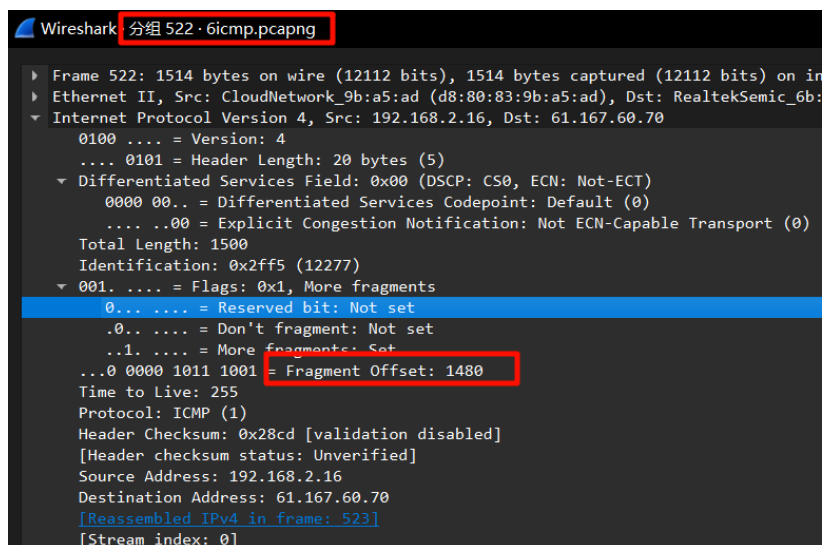 Wireshark · 分组 522 · 6icmp.pcapng
Frame 522: 1514 bytes on wire (12112 bits), 1514 bytes captured (12112 bits) on in
Ethernet II, Src: CloudNetwork_9b:a5:ad (d8:80:83:9b:a5:ad), Dst: RealtekSemic_6b:
Internet Protocol Version 4, Src: 192.168.2.16, Dst: 61.167.60.70
0100 .... = Version: 4
.... 0101 = Header Length: 20 bytes (5)
Differentiated Services Field: 0x00 (DSCP: CS0, ECN: Not-ECT)
0000 00.. = Differentiated Services Codepoint: Default (0)
.... ..00 = Explicit Congestion Notification: Not ECN-Capable Transport (0)
Total Length: 1500
Identification: 0x2ff5 (12277)
001. .... = Flags: 0x1, More fragments
0... .... = Reserved bit: Not set
.0.. .... = Don't fragment: Not set
..1. .... = More fragments: Set
...0 0000 1011 1001 = Fragment Offset: 1480
Time to Live: 255
Protocol: ICMP (1)
Header Checksum: 0x28cd [validation disabled]
[Header checksum status: Unverified]
Source Address: 192.168.2.16
Destination Address: 61.167.60.70
[Reassembled IPv4 in frame: 523]
[Stream index: 0]